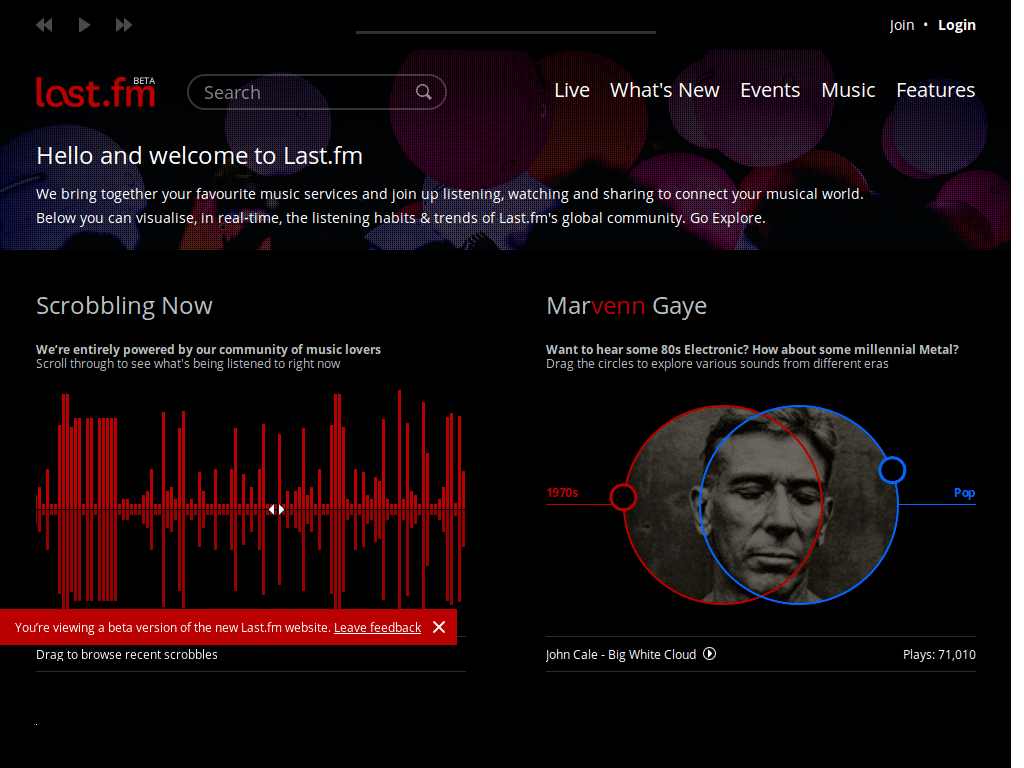 Join • Login
last.fm BETA
Search
Live What's New Events Music Features
Hello and welcome to Last.fm
We bring together your favourite music services and join up listening, watching and sharing to connect your musical world.
Below you can visualise, in real-time, the listening habits & trends of Last.fm's global community. Go Explore.
Scrobbling Now
We’re entirely powered by our community of music lovers
Scroll through to see what's being listened to right now
You’re viewing a beta version of the new Last.fm website. Leave feedback
Drag to browse recent scrobbles
Marvenn Gaye
Want to hear some 80s Electronic? How about some millennial Metal?
Drag the circles to explore various sounds from different eras
1970s
Pop
John Cale - Big White Cloud
Plays: 71,010